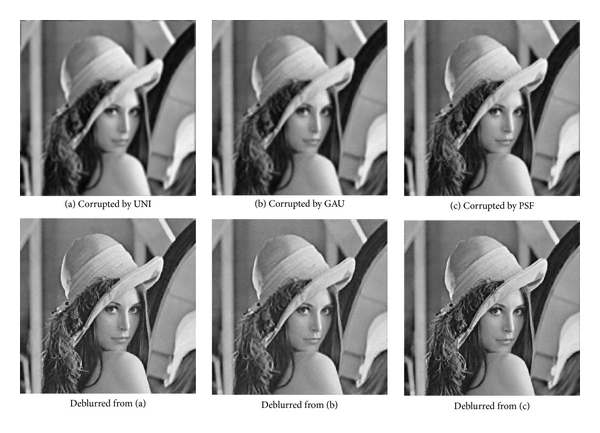 (a) Corrupted by UNI
(b) Corrupted by GAU
(c) Corrupted by PSF
Deblurred from (a)
Deblurred from (b)
Deblurred from (c)